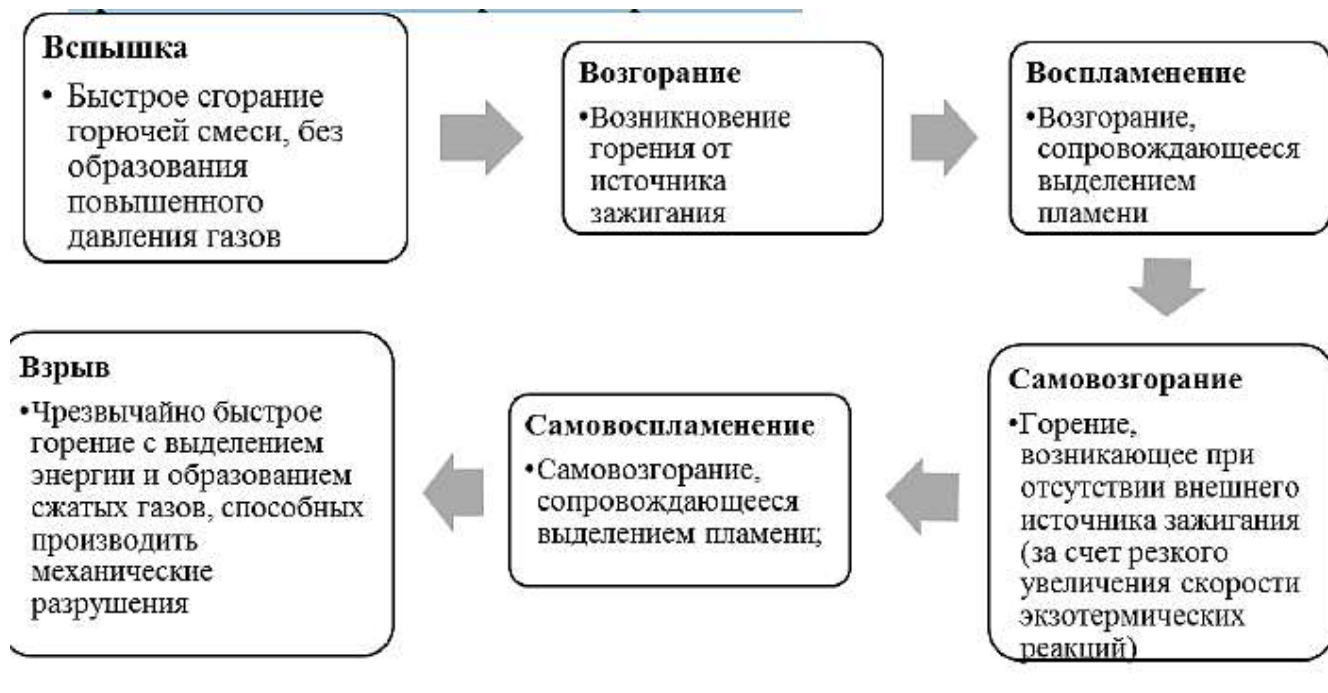 Вспышка
• Быстрое сгорание
горючей смеси, без
образования
повышенного
давления газов
Возгорание
•Возникновение
горения от
источника
зажигания
Воспламенение
•Возгорание,
сопровождающееся
выделением
пламени
Самовозгорание
•Горение,
возникающее при
отсутствии внешнего
источника зажигания
(за счет резкого
увеличения скорости
экзотермических
реакций)
Самовоспламенение
•Самовозгорание,
сопровождающееся
выделением пламени;
Взрыв
•Чрезвычайно быстрое
горение с выделением
энергии и образованием
сжатых газов, способных
производить
механические
разрушения